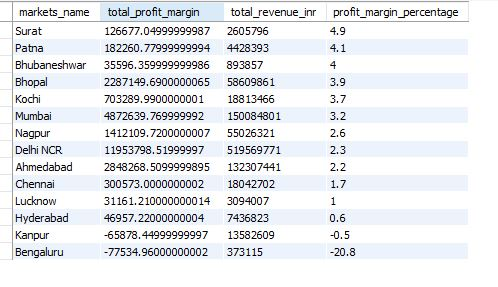 markets_name total_profit_margin total_revenue_inr profit_margin_percentage
Surat 126677.04999999987 2605796 4.9
Patna 182260.77999999994 4428393 4.1
Bhubaneshwar 35596.359999999986 893857 4
Bhopal 2287149.6900000065 58609861 3.9
Kochi 703289.9900000001 18813466 3.7
Mumbai 4872639.769999992 150084801 3.2
Nagpur 1412109.7200000007 55026321 2.6
Delhi NCR 11953798.51999997 519569771 2.3
Ahmedabad 2848268.5099999895 132307441 2.2
Chennai 300573.0000000002 18042702 1.7
Lucknow 31161.210000000014 3094007 1
Hyderabad 46957.22000000004 7436823 0.6
Kanpur -65878.44999999997 13582609 -0.5
Bengaluru -77534.96000000002 373115 -20.8